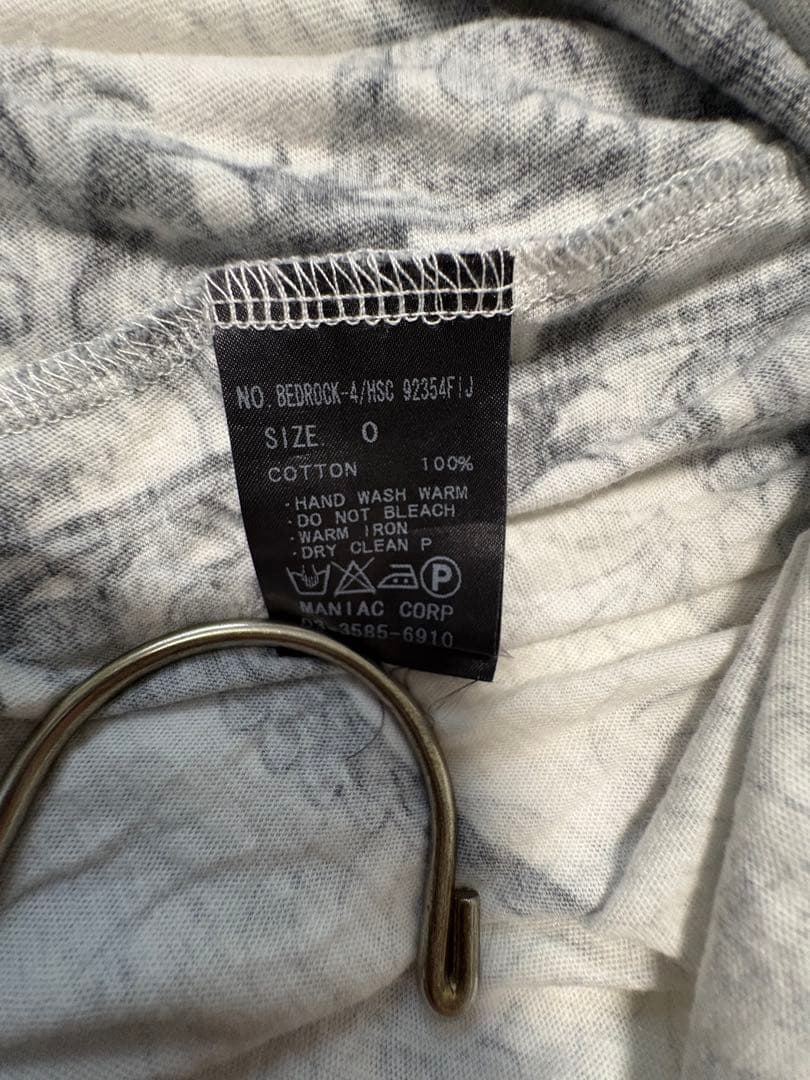 NO. BEDROCK-4/HSC 92354FIJ
SIZE. 0
COTTON 100%
·HAND WASH WARM
·DO NOT BLEACH
·WARM IRON
·DRY CLEAN P
P
MANIAC CORP
03-3585-6910